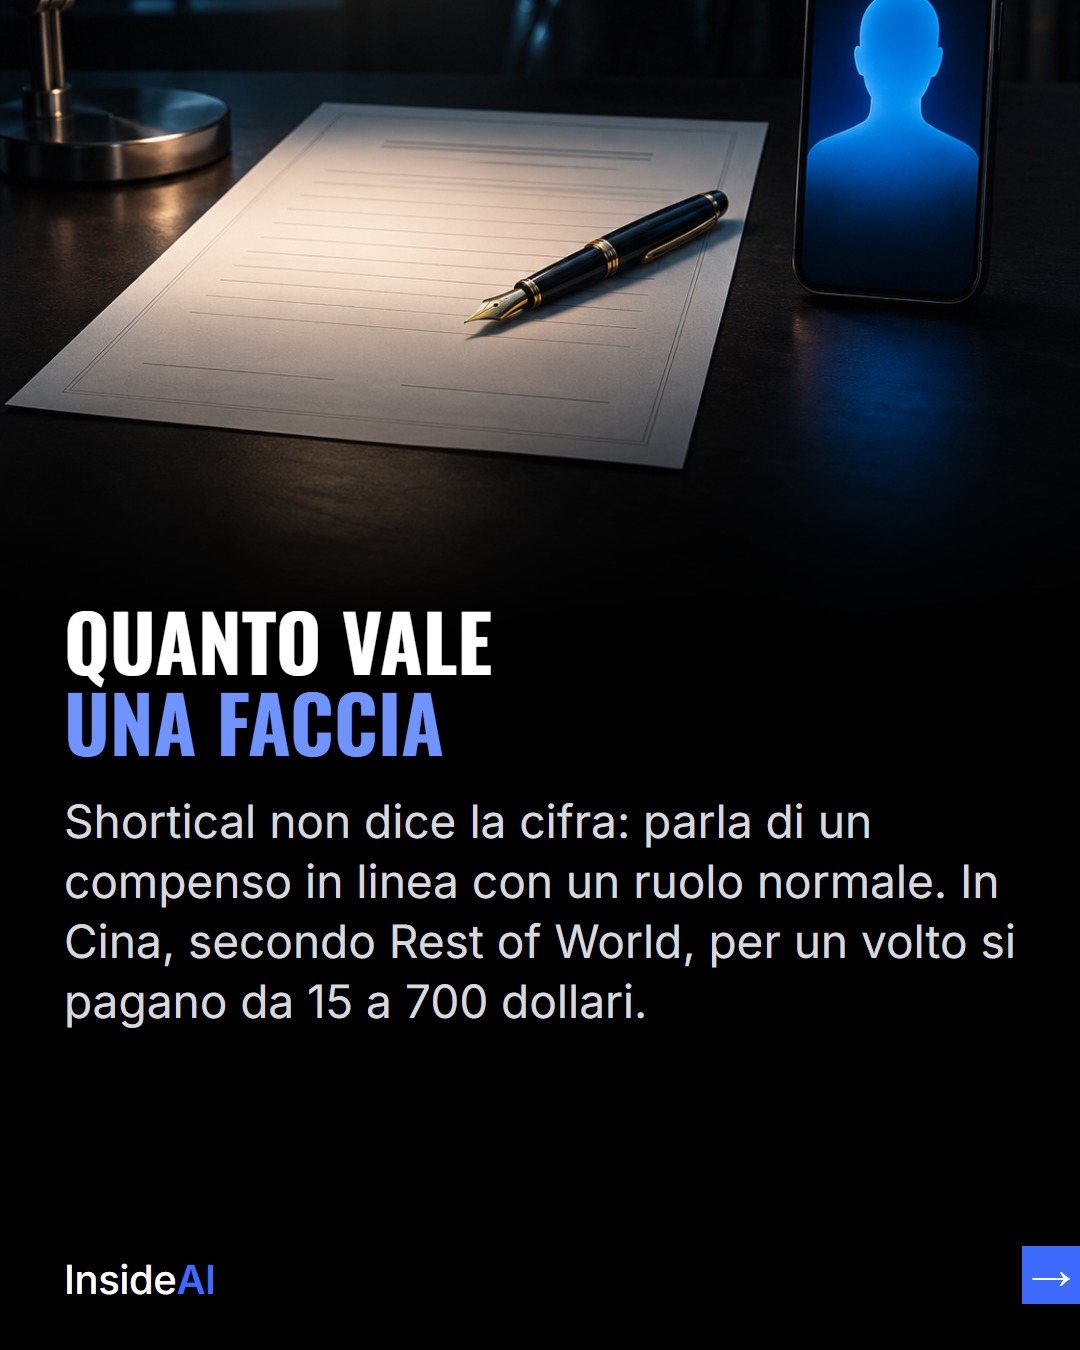 QUANTO VALE
UNA FACCIA
Shortical non dice la cifra: parla di un
compenso in linea con un ruolo normale. In
Cina, secondo Rest of World, per un volto si
pagano da 15 a 700 dollari.
InsideAI
→